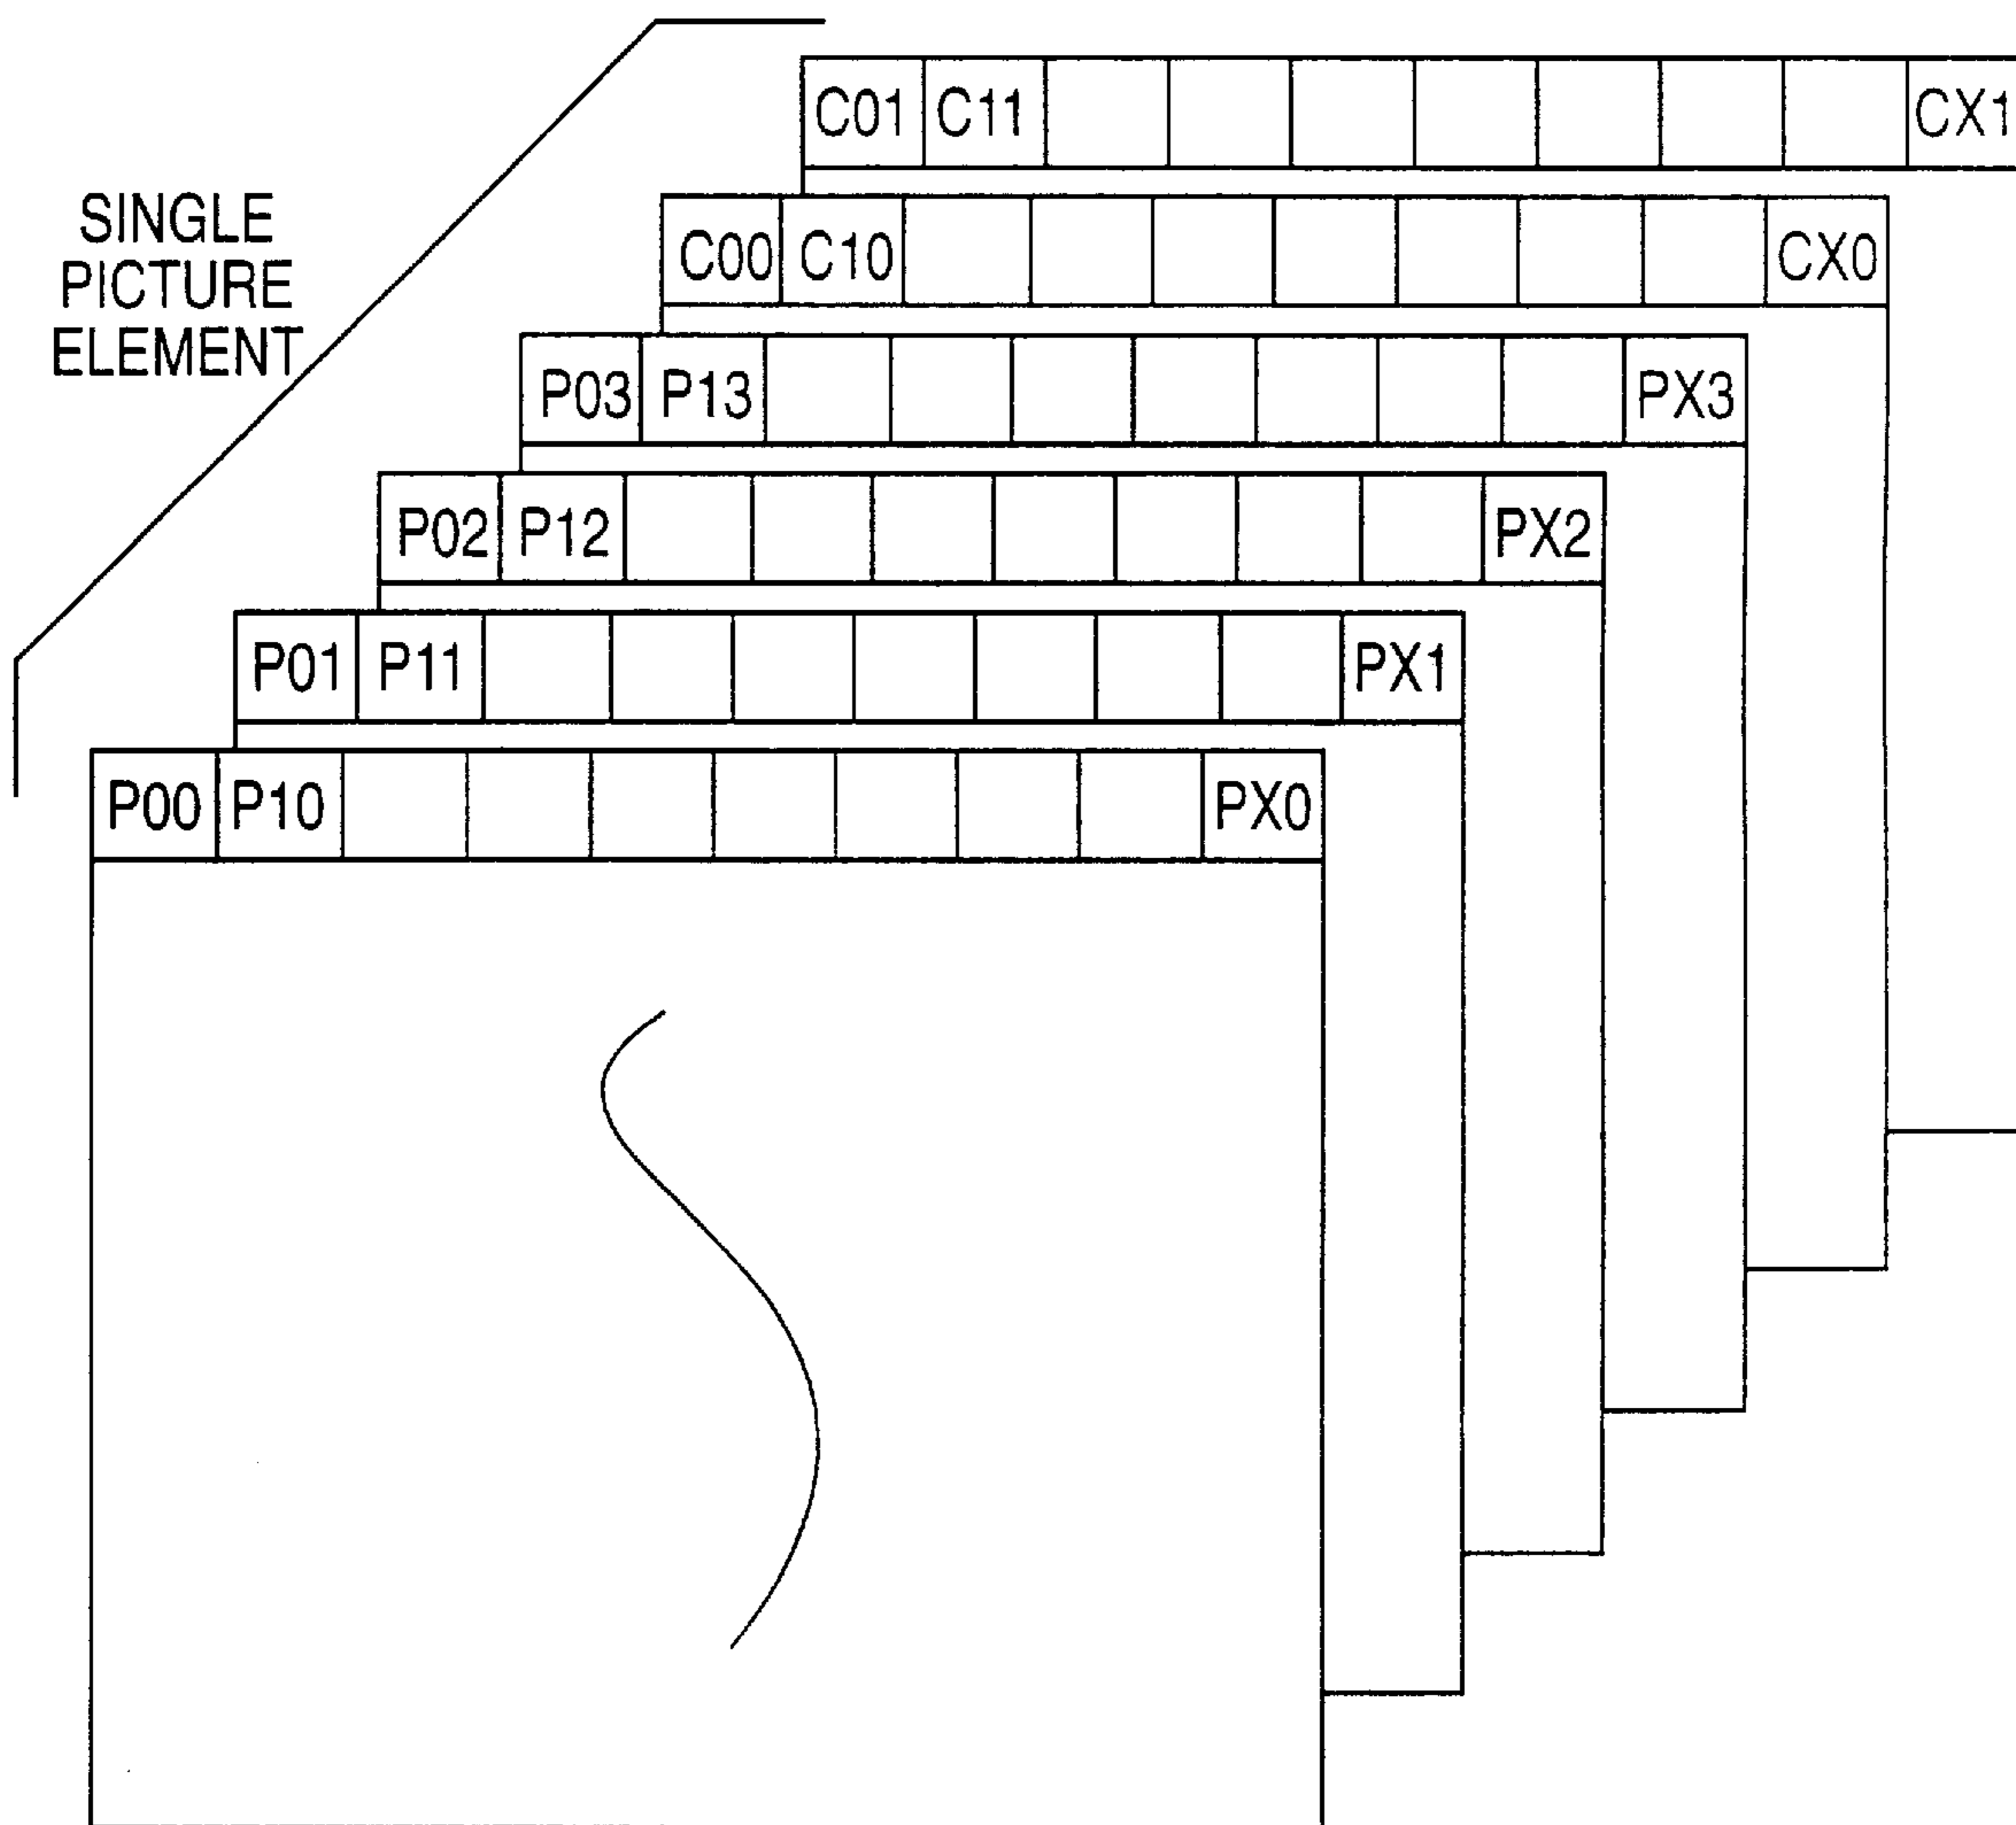 C01 C11 CX1
SINGLE
PICTURE
ELEMENT
C00 C10 CX0
P03 P13 PX3
P02 P12 PX2
P01 P11 PX1
P00 P10 PX0